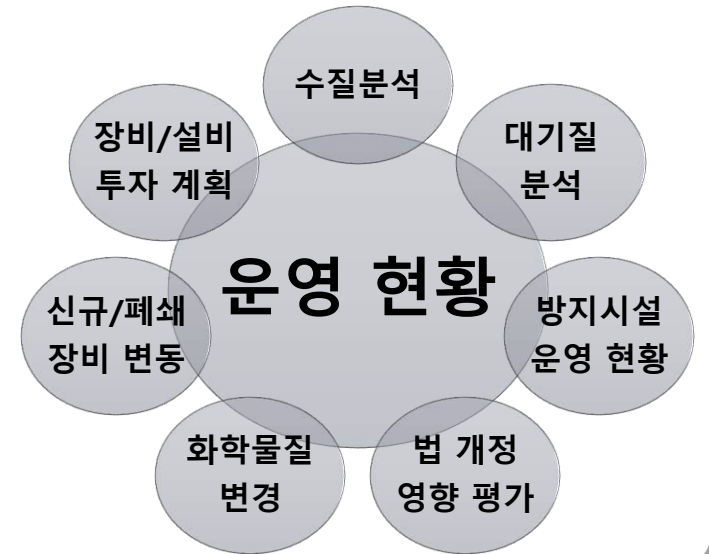 수질분석
장비/설비
투자 계획
대기질
분석
운영 현황
신규/폐쇄
장비 변동
방지시설
운영 현황
화학물질
변경
법 개정
영향 평가